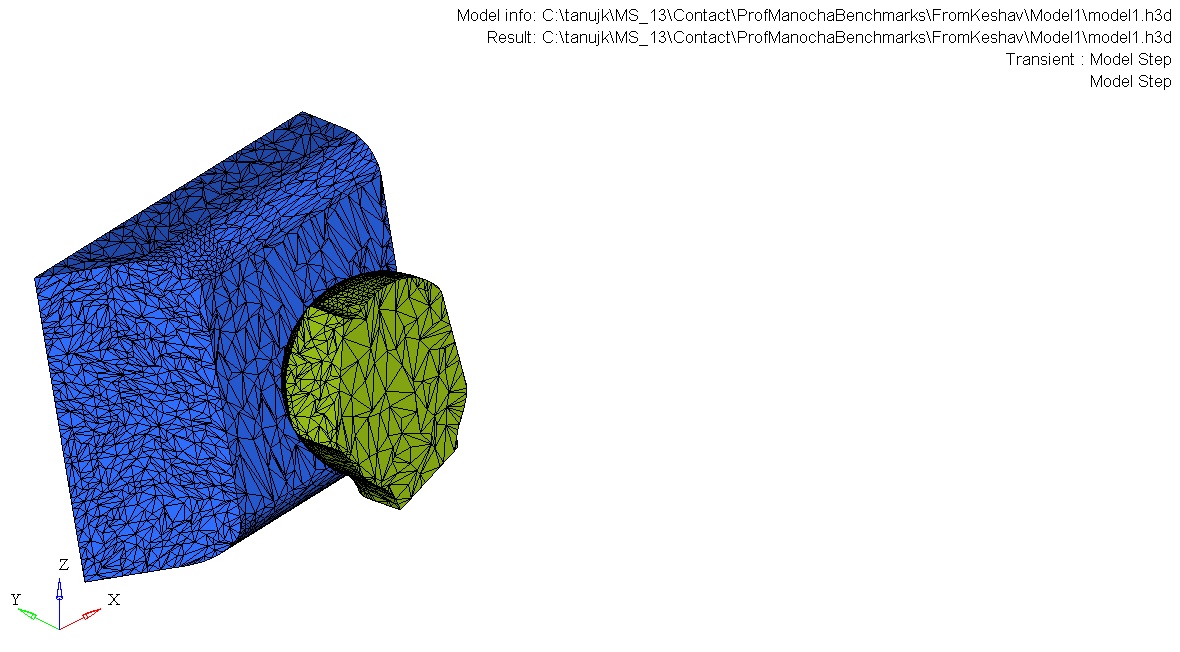 Model info: C:\tanujk\MS_13\Contact\ProfManochaBenchmarks\FromKeshav\Model1\model1.h3d
Result: C:\tanujk\MS_13\Contact\ProfManochaBenchmarks\FromKeshav\Model1\model1.h3d
Transient : Model Step
Model Step
Z
Y
X